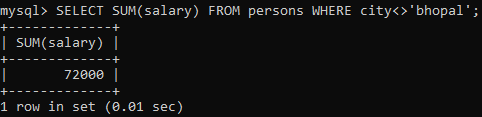 mysql> SELECT SUM(salary) FROM persons WHERE city<>'bhopal';
+-------------+
| SUM(salary) |
+-------------+
|       72000 |
+-------------+
1 row in set (0.01 sec)